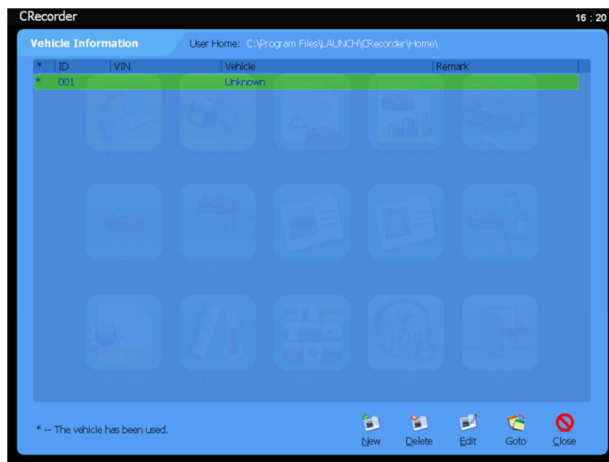 CRecorder 16 : 20
Vehicle Information User Home: C:\Program Files\LAUNCH\CRecorder\Home\
* ID VIN Vehicle Remark
* 001 Unknown
* -- The vehicle has been used.
New Delete Edit Goto Close